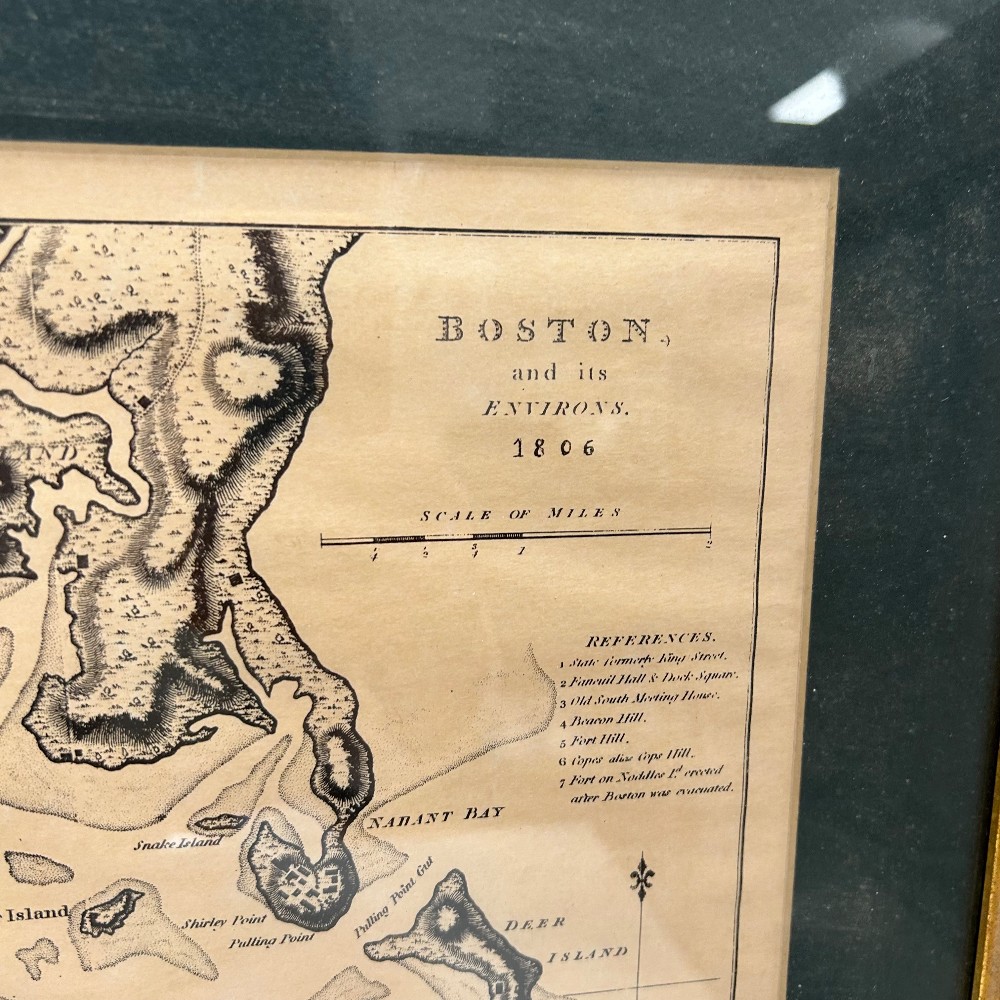 BOSTON,
and its
ENVIRONS.
1806
SCALE OF MILES
1/4 1/2 3/4 1 2
REFERENCES.
1 State formerly King Street.
2 Faneuil Hall & Dock Square.
3 Old South Meeting House.
4 Beacon Hill.
5 Fort Hill.
6 Copes alias Cops Hill.
7 Fort on Noddles I.d erected
after Boston was evacuated.
AND
NAHANT BAY
Snake Island
Island
Shirley Point
Pulling Point
Pulling Point Gut
DEER
ISLAND